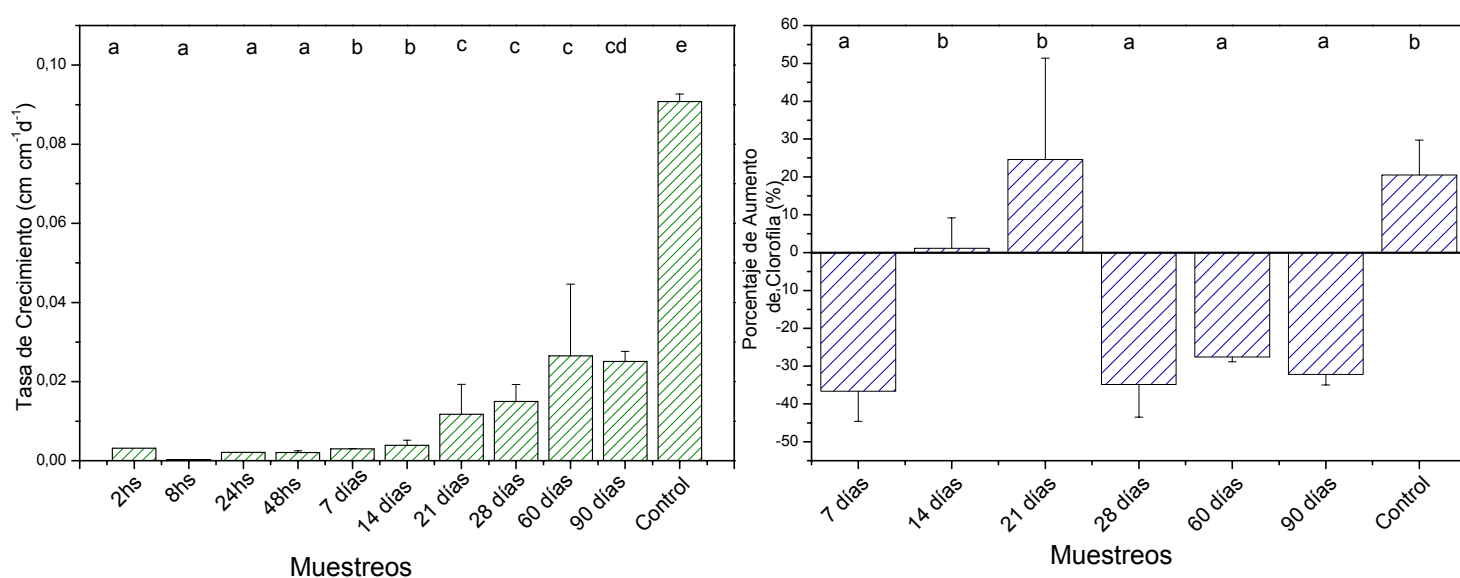 a a a a b b c c c cd e
0,10
0,08
0,06
0,04
0,02
0,00
Tasa de Crecimiento (cm cm-1d-1)
2hs 8hs 24hs 48hs 7 días 14 días 21 días 28 días 60 días 90 días Control
Muestreos
a b b a a a b
60
50
40
30
20
10
0
-10
-20
-30
-40
-50
Porcentaje de Aumento
de Clorofila (%)
7 días 14 días 21 días 28 días 60 días 90 días Control
Muestreos